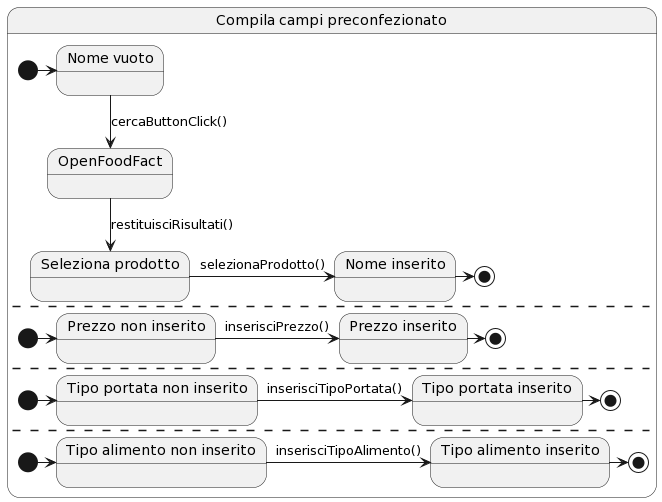 Compila campi preconfezionato
Nome vuoto
cercaButtonClick()
OpenFoodFact
restituisciRisultati()
Seleziona prodotto
selezionaProdotto()
Nome inserito
Prezzo non inserito
inserisciPrezzo()
Prezzo inserito
Tipo portata non inserito
inserisciTipoPortata()
Tipo portata inserito
Tipo alimento non inserito
inserisciTipoAlimento()
Tipo alimento inserito